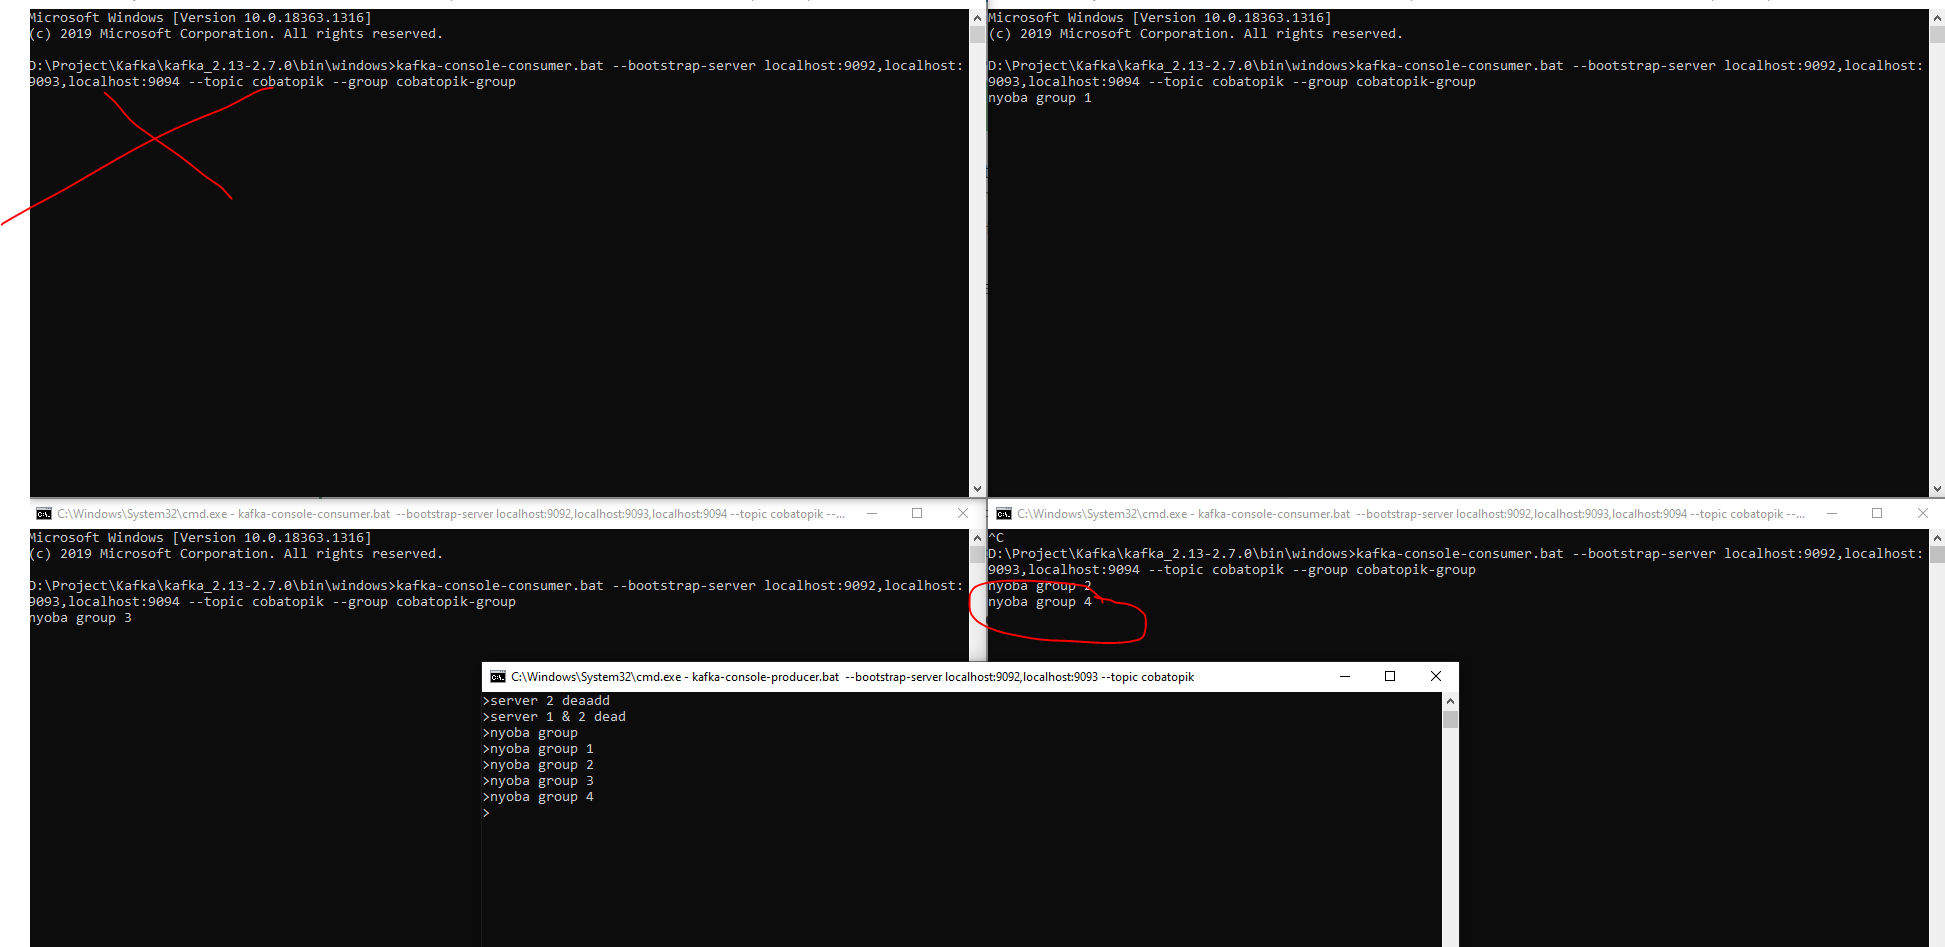 Microsoft Windows [Version 10.0.18363.1316]
(c) 2019 Microsoft Corporation. All rights reserved.
D:\Project\Kafka\kafka_2.13-2.7.0\bin\windows>kafka-console-consumer.bat --bootstrap-server localhost:9092,localhost:
9093,localhost:9094 --topic cobatopik --group cobatopik-group
Microsoft Windows [Version 10.0.18363.1316]
(c) 2019 Microsoft Corporation. All rights reserved.
D:\Project\Kafka\kafka_2.13-2.7.0\bin\windows>kafka-console-consumer.bat --bootstrap-server localhost:9092,localhost:
9093,localhost:9094 --topic cobatopik --group cobatopik-group
nyoba group 1
C:\Windows\System32\cmd.exe - kafka-console-consumer.bat  --bootstrap-server localhost:9092,localhost:9093,localhost:9094 --topic cobatopik --...
Microsoft Windows [Version 10.0.18363.1316]
(c) 2019 Microsoft Corporation. All rights reserved.
D:\Project\Kafka\kafka_2.13-2.7.0\bin\windows>kafka-console-consumer.bat --bootstrap-server localhost:9092,localhost:
9093,localhost:9094 --topic cobatopik --group cobatopik-group
nyoba group 3
C:\Windows\System32\cmd.exe - kafka-console-consumer.bat  --bootstrap-server localhost:9092,localhost:9093,localhost:9094 --topic cobatopik --...
^C
D:\Project\Kafka\kafka_2.13-2.7.0\bin\windows>kafka-console-consumer.bat --bootstrap-server localhost:9092,localhost:
9093,localhost:9094 --topic cobatopik --group cobatopik-group
nyoba group 2
nyoba group 4
C:\Windows\System32\cmd.exe - kafka-console-producer.bat  --bootstrap-server localhost:9092,localhost:9093 --topic cobatopik
>server 2 deaadd
>server 1 & 2 dead
>nyoba group
>nyoba group 1
>nyoba group 2
>nyoba group 3
>nyoba group 4
>